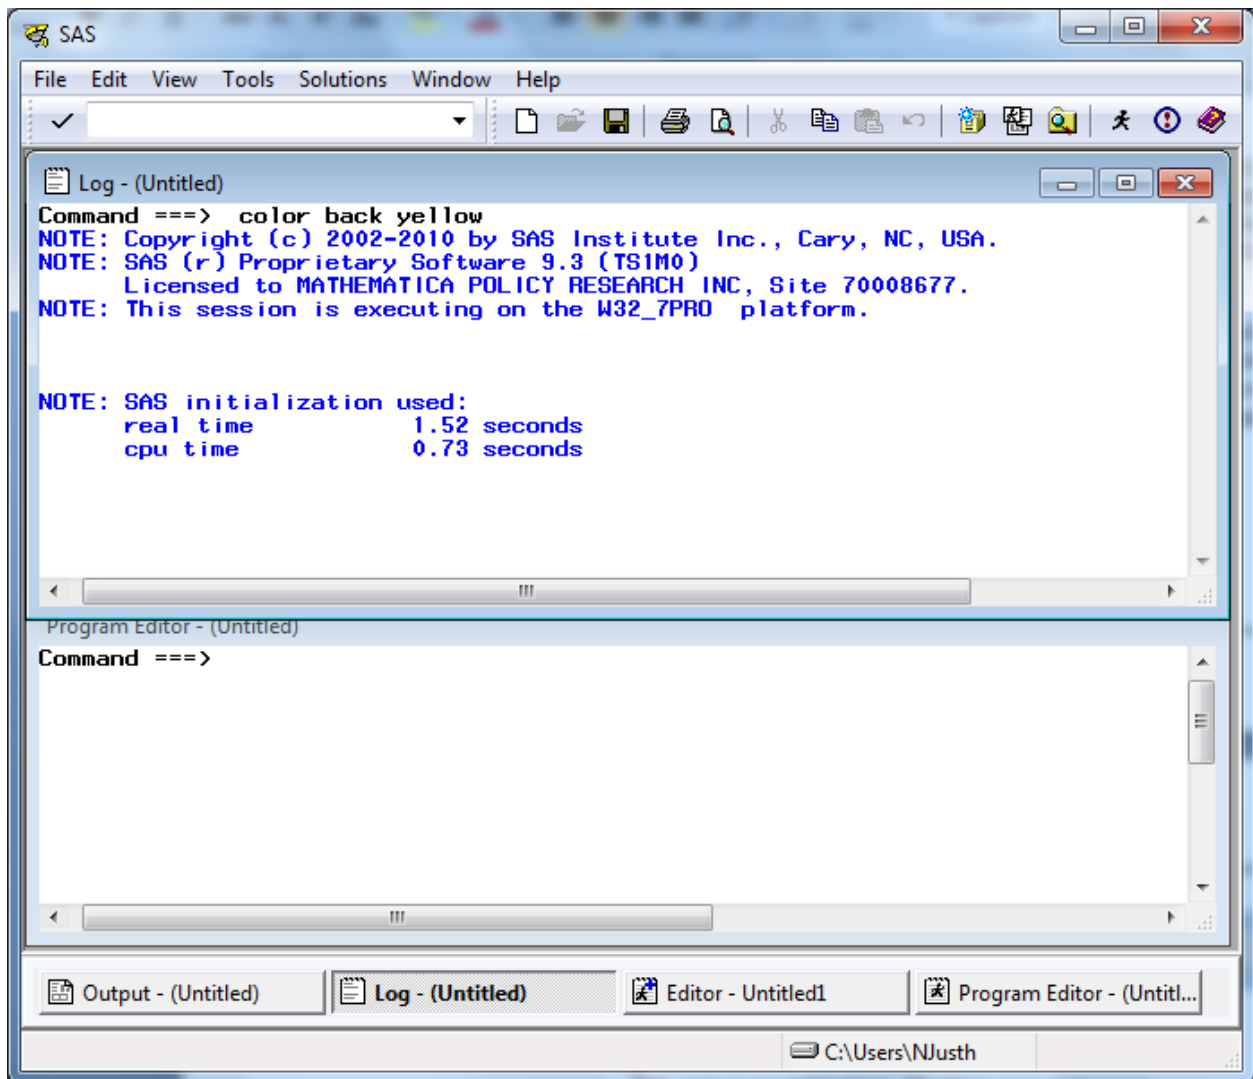 SAS
File Edit View Tools Solutions Window Help
Log - (Untitled)
Command ===>  color back yellow
NOTE: Copyright (c) 2002-2010 by SAS Institute Inc., Cary, NC, USA.
NOTE: SAS (r) Proprietary Software 9.3 (TS1M0)
      Licensed to MATHEMATICA POLICY RESEARCH INC, Site 70008677.
NOTE: This session is executing on the W32_7PRO  platform.
NOTE: SAS initialization used:
      real time           1.52 seconds
      cpu time            0.73 seconds
Program Editor - (Untitled)
Command ===>
Output - (Untitled) Log - (Untitled) Editor - Untitled1 Program Editor - (Untitl...
C:\Users\NJusth